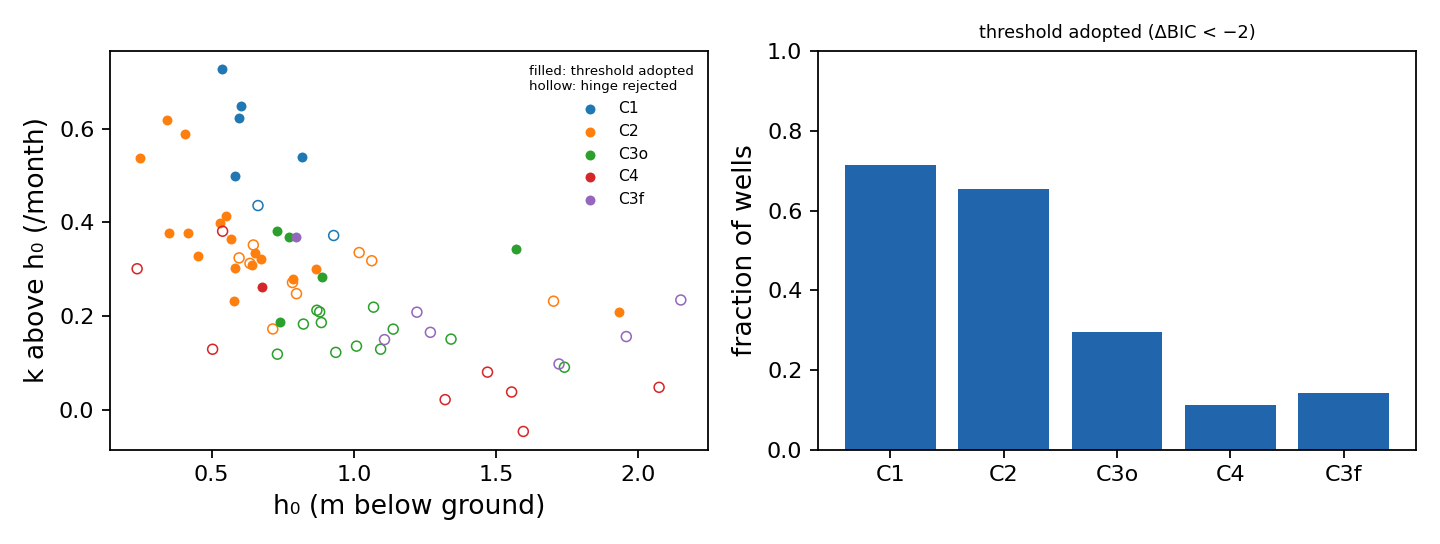 filled: threshold adopted
hollow: hinge rejected
C1
C2
C3o
C4
C3f
0.6
0.4
0.2
0.0
k above h₀ (/month)
0.5
1.0
1.5
2.0
h₀ (m below ground)
threshold adopted (ΔBIC < −2)
1.0
0.8
0.6
0.4
0.2
0.0
fraction of wells
C1
C2
C3o
C4
C3f